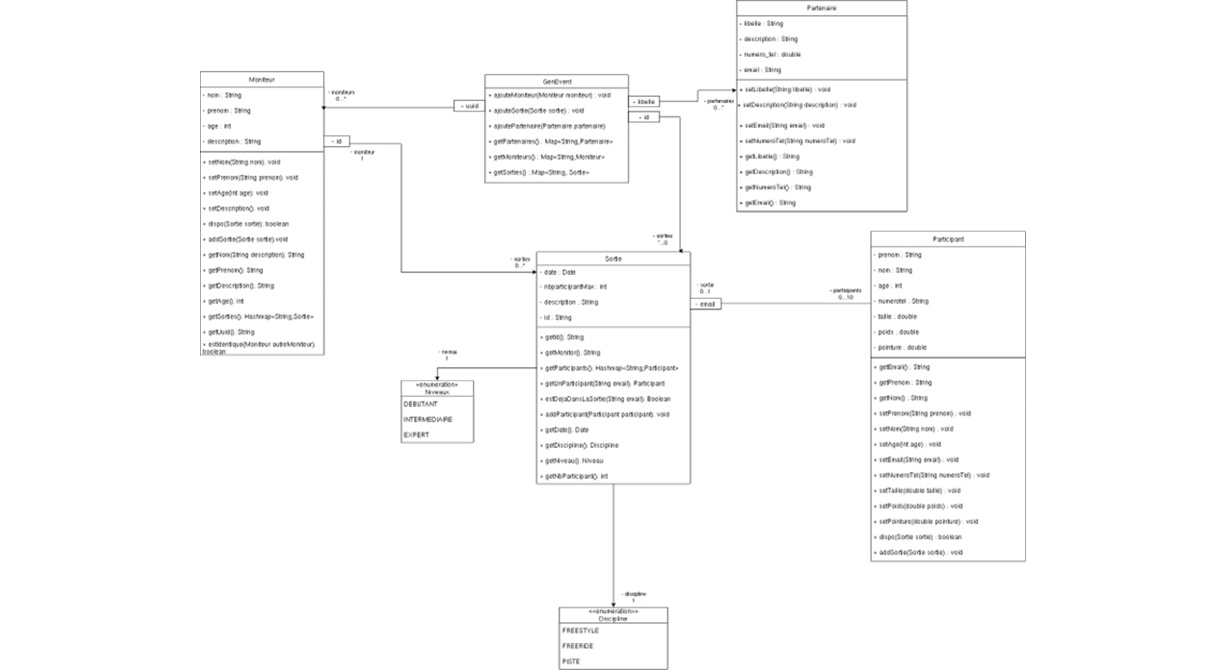 Partenaire
- libelle : String
- description : String
- numero_tel : double
- email : String
+ setLibelle(String libelle) : void
+ setDescription(String description) : void
+ setEmail(String email) : void
+ setNumeroTel(String numeroTel) : void
+ getLibelle() : String
+ getDescription() : String
+ getNumeroTel() : String
+ getEmail() : String
Moniteur
- nom : String
- prenom : String
- age : int
- description : String
+ setNom(String nom): void
+ setPrenom(String prenom): void
+ setAge(int age): void
+ setDescription(): void
+ dispo(Sortie sortie): boolean
+ addSortie(Sortie sortie):void
+ getNom(String description): String
+ getPrenom(): String
+ getDescription(): String
+ getAge(): int
+ getSorties(): Hashmap<String,Sortie>
+ getUuid(): String
+ estIdentique(Moniteur autreMoniteur):
boolean
- moniteurs
0..*
- uuid
GenEvent
+ ajouteMoniteur(Moniteur moniteur) : void
+ ajouteSortie(Sortie sortie) : void
+ ajoutePartenaire(Partenaire partenaire)
+ getPartenaires() : Map<String,Partenaire>
+ getMoniteurs() : Map<String,Moniteur>
+ getSorties() : Map<String, Sortie>
- libelle
- id
- partenaires
0..*
- id
- moniteur
1
- sorties
0..*
- sorties
*...0
Sortie
- date : Date
- nbparticipantMax : int
- description : String
- id : String
+ getId(): String
+ getMonitor(): String
+ getParticipants(): Hashmap<String,Participant>
+ getUnParticipant(String email): Participant
+ estDejaDansLaSortie(String email): Boolean
+ addParticipant(Participant participant): void
+ getDate(): Date
+ getDiscipline(): Discipline
+ getNiveau(): Niveau
+ getNbParticipant(): int
- sortie
0..1
- email
- participants
0..10
Participant
- prenom : String
- nom : String
- age : int
- numerotel : String
- taille : double
- poids : double
- pointure : double
+ getEmail() : String
+ getPrenom : String
+ getNom() : String
+ setPrenom(String prenom) : void
+ setNom(String nom) : void
+ setAge(int age) : void
+ setEmail(String email) : void
+ setNumeroTel(String numeroTel) : void
+ setTaille(double taille) : void
+ setPoids(double poids) : void
+ setPointure(double pointure) : void
+ dispo(Sortie sortie) : boolean
+ addSortie(Sortie sortie) : void
- niveau
1
<<enumeration>>
Niveaux
DEBUTANT
INTERMEDIAIRE
EXPERT
- discipline
1
<<enumeration>>
Discipline
FREESTYLE
FREERIDE
PISTE